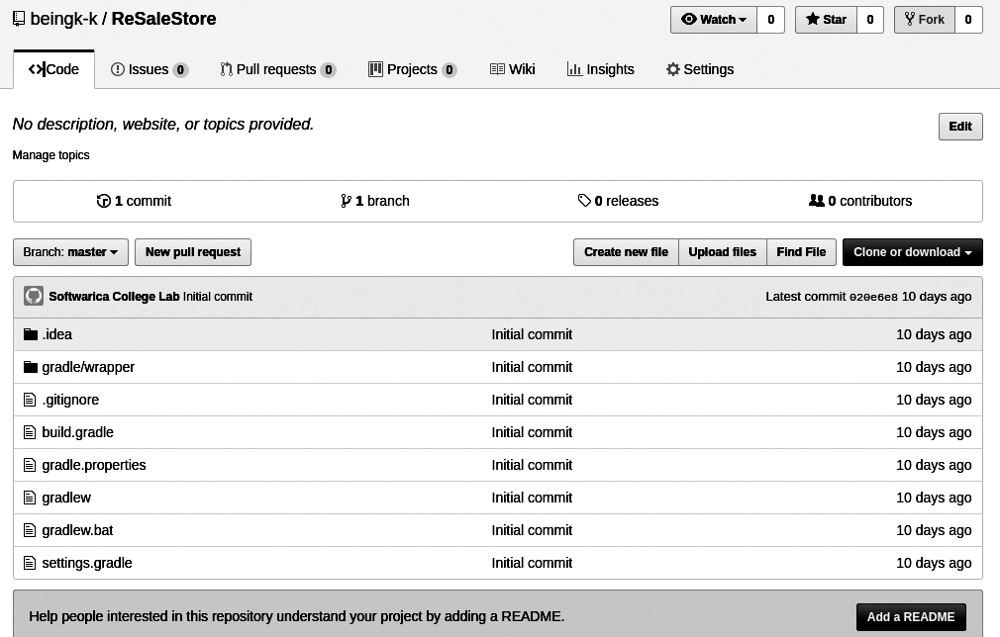 beingk-k / ReSaleStore Watch 0 Star 0 Fork 0
Code Issues 0 Pull requests 0 Projects 0 Wiki Insights Settings
No description, website, or topics provided. Edit
Manage topics
1 commit 1 branch 0 releases 0 contributors
Branch: master New pull request Create new file Upload files Find File Clone or download
Softwarica College Lab Initial commit Latest commit 020e6e8 10 days ago
.idea Initial commit 10 days ago
gradle/wrapper Initial commit 10 days ago
.gitignore Initial commit 10 days ago
build.gradle Initial commit 10 days ago
gradle.properties Initial commit 10 days ago
gradlew Initial commit 10 days ago
gradlew.bat Initial commit 10 days ago
settings.gradle Initial commit 10 days ago
Help people interested in this repository understand your project by adding a README. Add a README